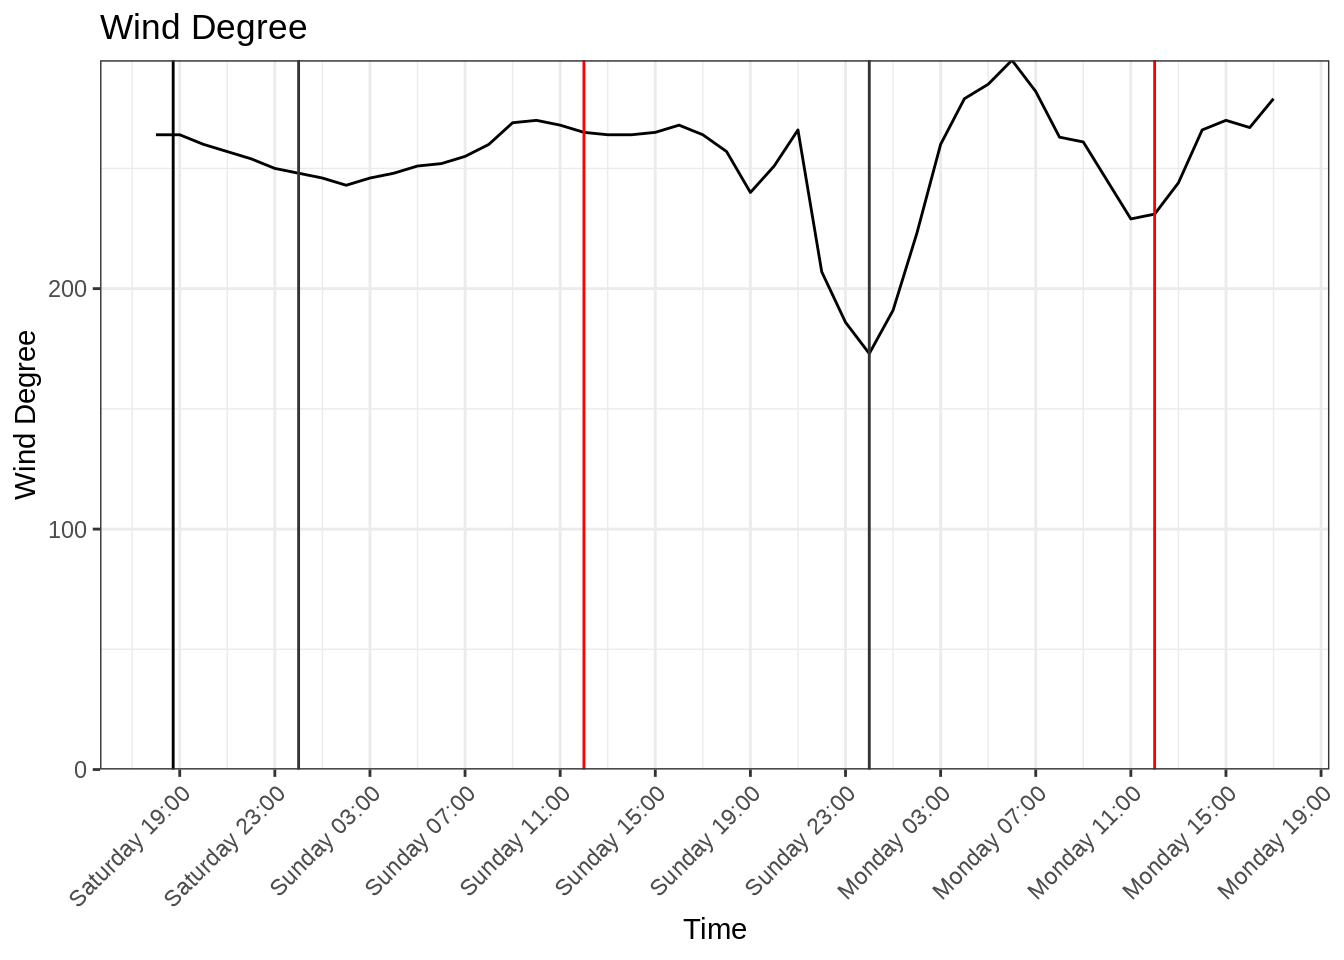 Wind Degree
Wind Degree
200
100
0
Saturday 19:00
Saturday 23:00
Sunday 03:00
Sunday 07:00
Sunday 11:00
Sunday 15:00
Sunday 19:00
Sunday 23:00
Monday 03:00
Monday 07:00
Monday 11:00
Monday 15:00
Monday 19:00
Time